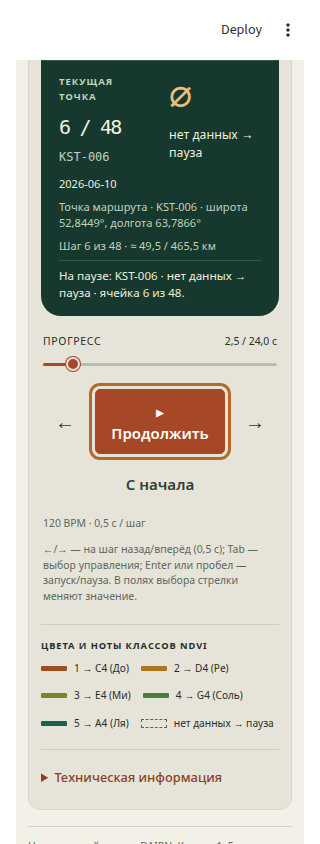 Deploy
ТЕКУЩАЯ
ТОЧКА
6 / 48
KST-006
∅
нет данных →
пауза
2026-06-10
Точка маршрута · KST-006 · широта
52,8449°, долгота 63,7866°
Шаг 6 из 48 · ≈ 49,5 / 465,5 км
На паузе: KST-006 · нет данных →
пауза · ячейка 6 из 48.
ПРОГРЕСС 2,5 / 24,0 с
← ▶ →
Продолжить
С начала
120 BPM · 0,5 с / шаг
←/→ — на шаг назад/вперёд (0,5 с); Tab —
выбор управления; Enter или пробел —
запуск/пауза. В полях выбора стрелки
меняют значение.
ЦВЕТА И НОТЫ КЛАССОВ NDVI
1 → C4 (До) 2 → D4 (Ре)
3 → E4 (Ми) 4 → G4 (Соль)
5 → A4 (Ля) нет данных → пауза
▶ Техническая информация